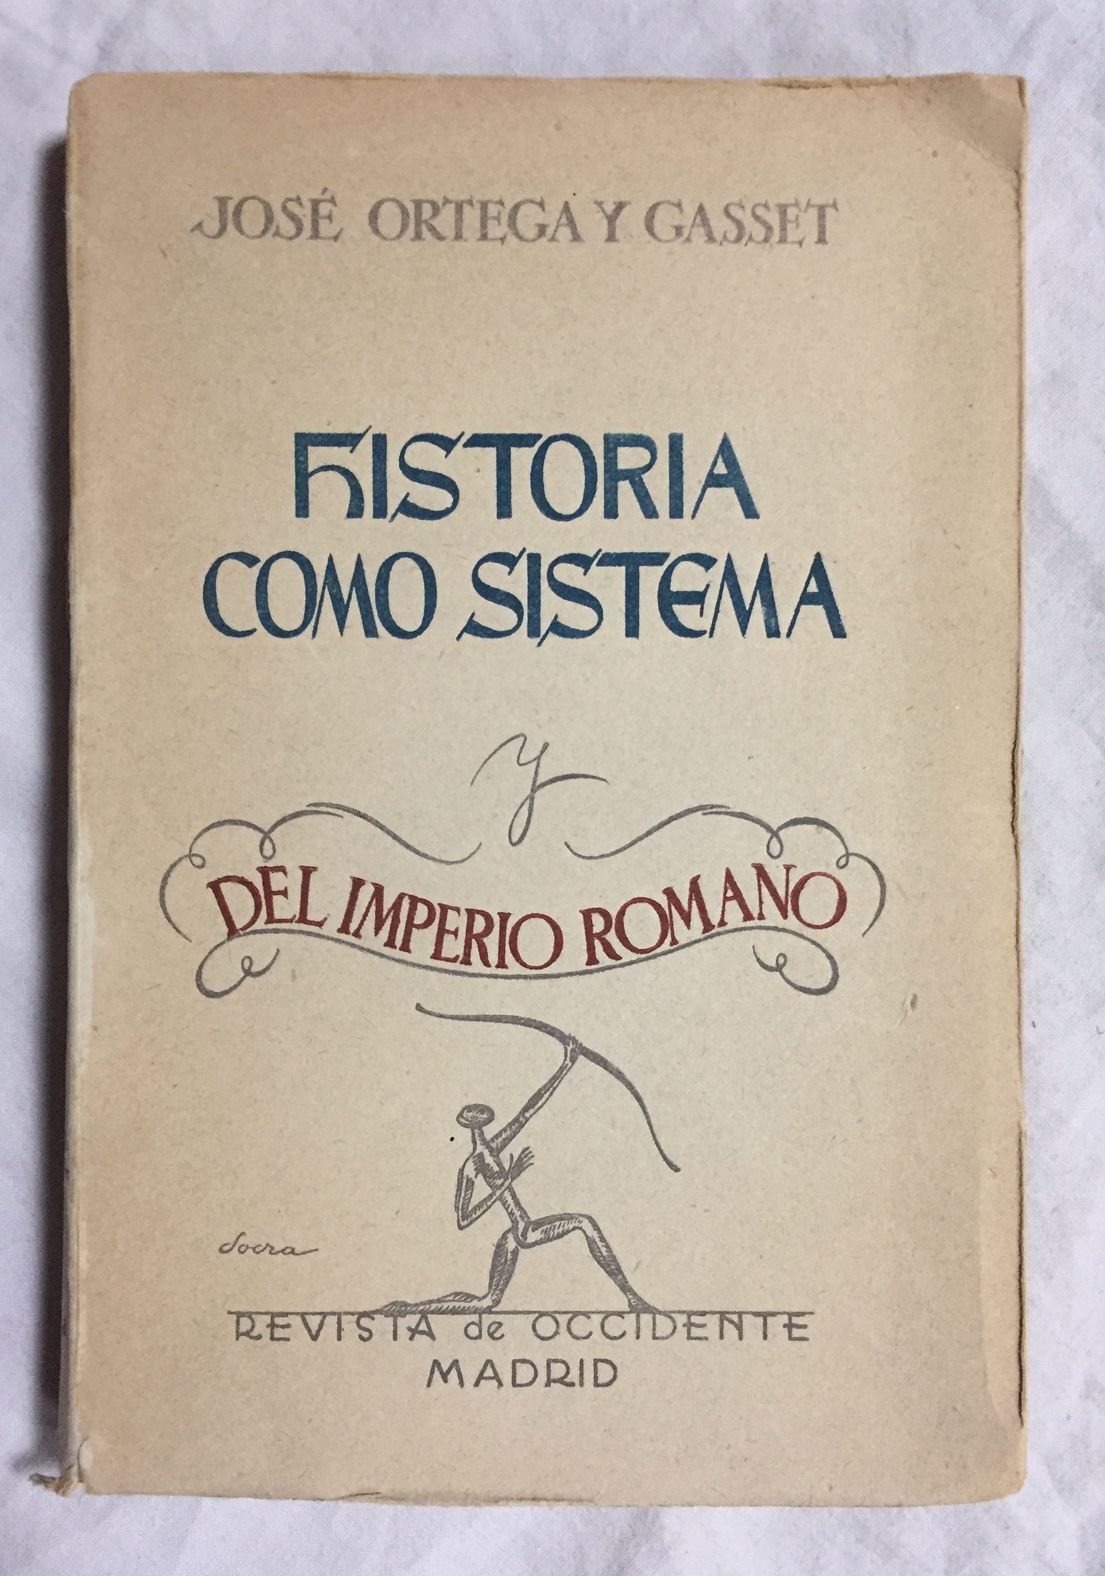 JOSÉ ORTEGA Y GASSET
HISTORIA
COMO SISTEMA
y
DEL IMPERIO ROMANO
Socra
REVISTA de OCCIDENTE
MADRID